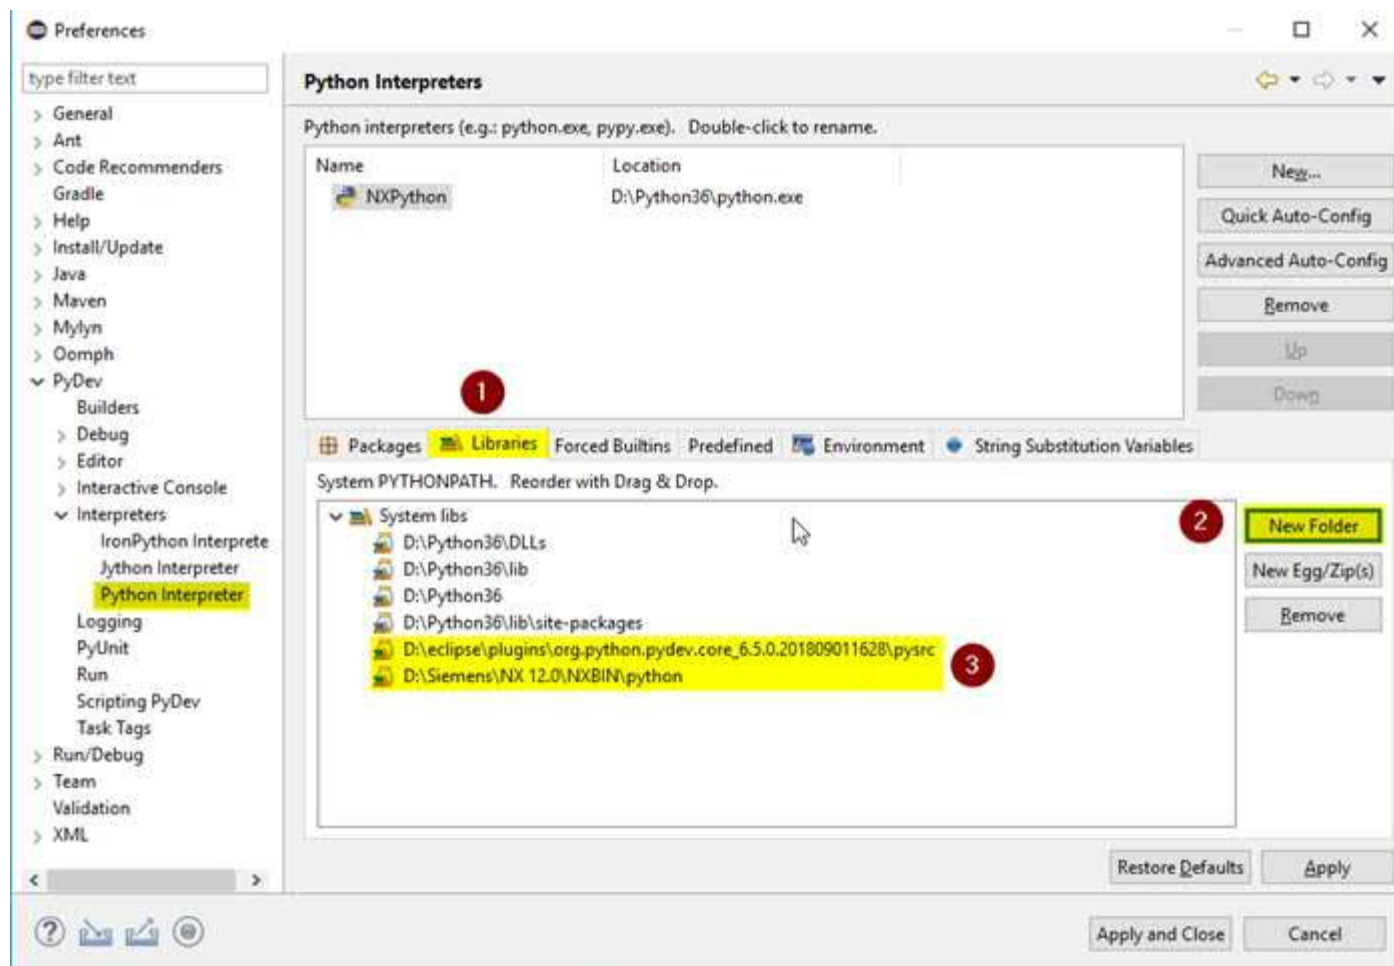 Preferences
type filter text
General
Ant
Code Recommenders
Gradle
Help
Install/Update
Java
Maven
Mylyn
Oomph
PyDev
Builders
Debug
Editor
Interactive Console
Interpreters
IronPython Interprete
Jython Interpreter
Python Interpreter
Logging
PyUnit
Run
Scripting PyDev
Task Tags
Run/Debug
Team
Validation
XML
Python Interpreters
Python interpreters (e.g.: python.exe, pypy.exe). Double-click to rename.
Name Location
NXPython D:\Python36\python.exe
New...
Quick Auto-Config
Advanced Auto-Config
Remove
Up
Down
1
Packages Libraries Forced Builtins Predefined Environment String Substitution Variables
System PYTHONPATH. Reorder with Drag & Drop.
System libs
D:\Python36\DLLs
D:\Python36\lib
D:\Python36
D:\Python36\lib\site-packages
D:\eclipse\plugins\org.python.pydev.core_6.5.0.201809011628\pysrc
D:\Siemens\NX 12.0\NXBIN\python
3
2
New Folder
New Egg/Zip(s)
Remove
Restore Defaults Apply
Apply and Close Cancel